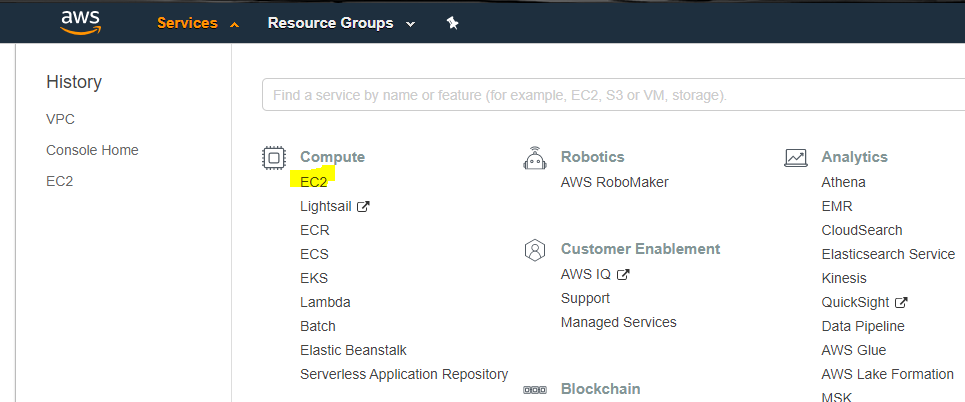 aws
Services
Resource Groups
History
VPC
Console Home
EC2
Find a service by name or feature (for example, EC2, S3 or VM, storage).
Compute
EC2
Lightsail
ECR
ECS
EKS
Lambda
Batch
Elastic Beanstalk
Serverless Application Repository
Robotics
AWS RoboMaker
Customer Enablement
AWS IQ
Support
Managed Services
Blockchain
Analytics
Athena
EMR
CloudSearch
Elasticsearch Service
Kinesis
QuickSight
Data Pipeline
AWS Glue
AWS Lake Formation
MSK